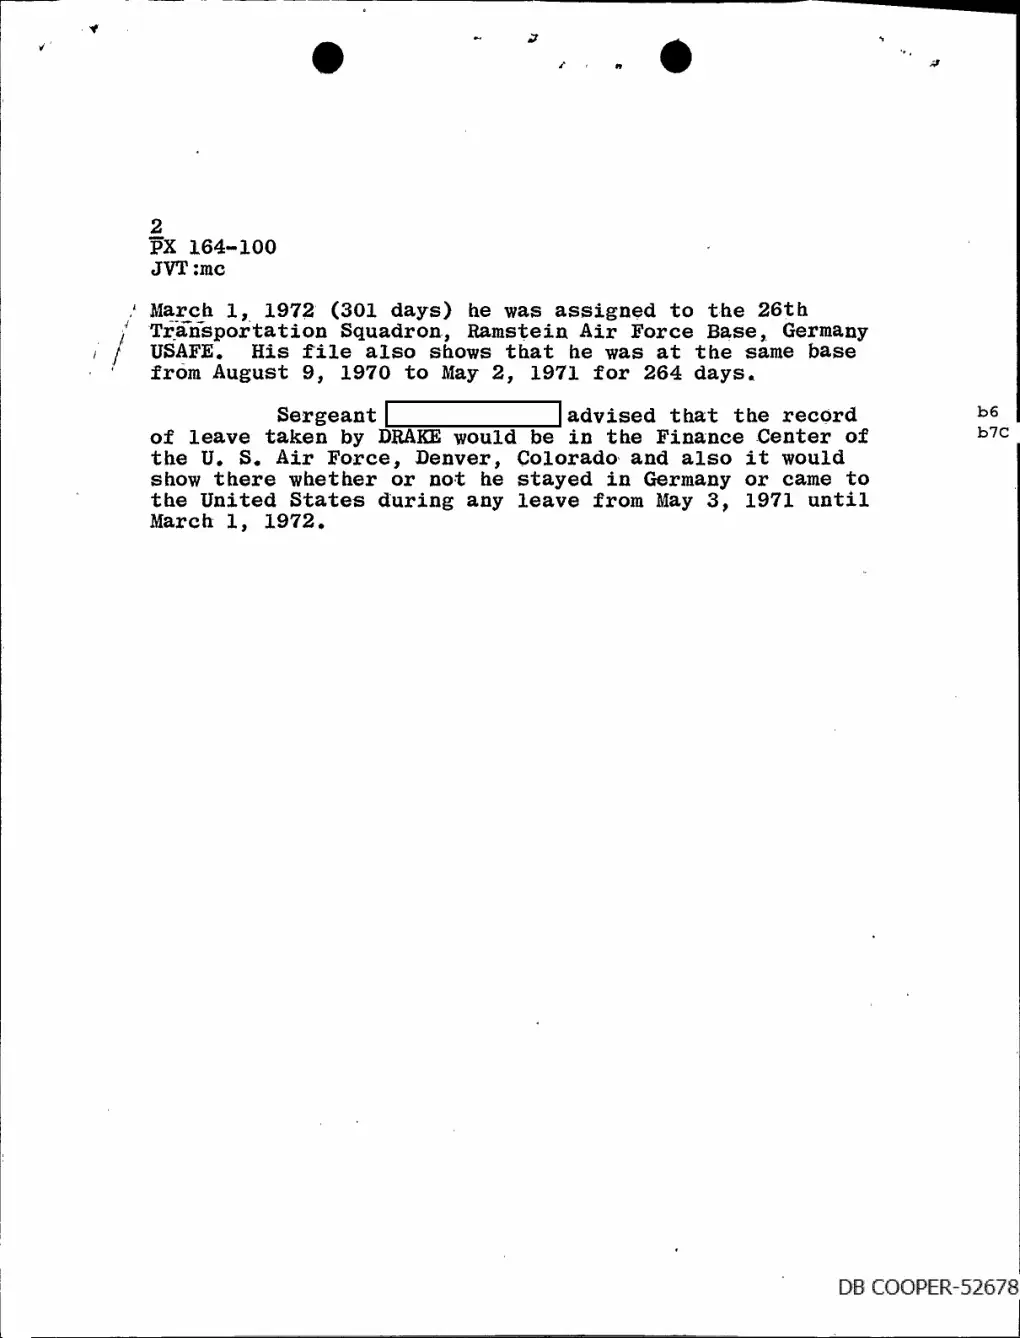 2
PX 164-100
JVT:mc
March 1, 1972 (301 days) he was assigned to the 26th
Transportation Squadron, Ramstein Air Force Base, Germany
USAFE. His file also shows that he was at the same base
from August 9, 1970 to May 2, 1971 for 264 days.
Sergeant advised that the record
b6
of leave taken by DRAKE would be in the Finance Center of
b7C
the U. S. Air Force, Denver, Colorado and also it would
show there whether or not he stayed in Germany or came to
the United States during any leave from May 3, 1971 until
March 1, 1972.
DB COOPER-52678